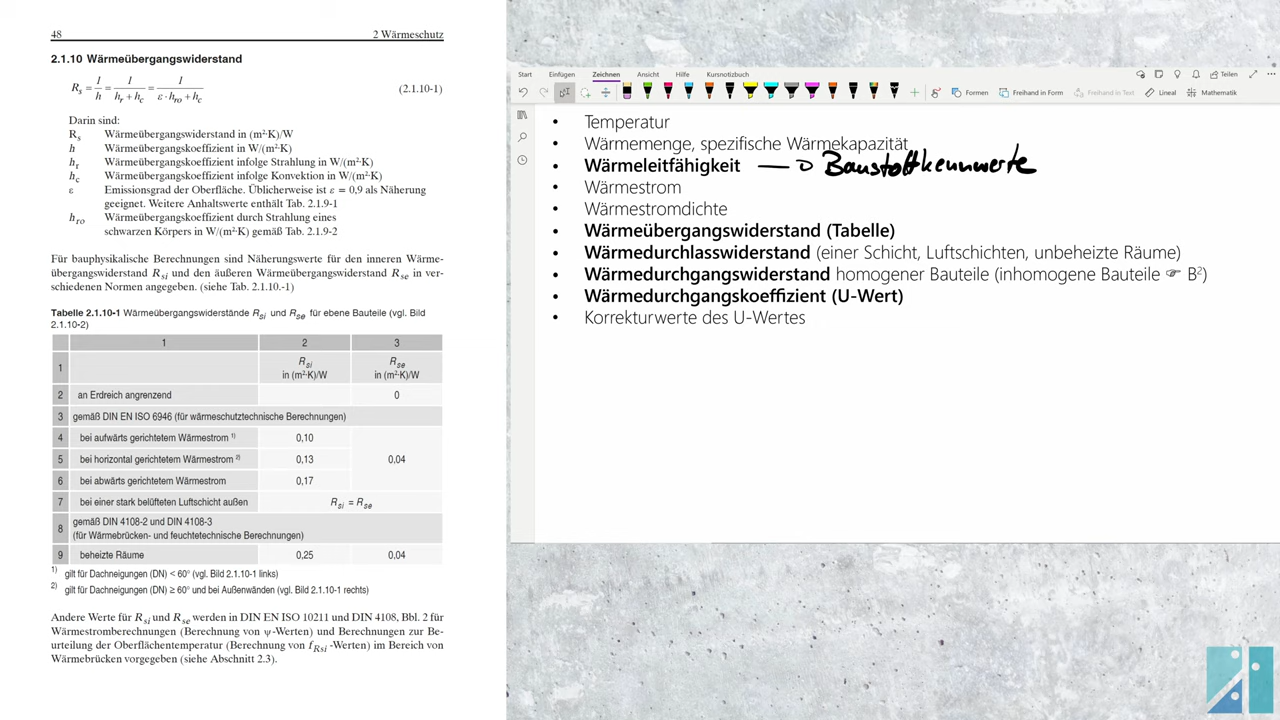 48 2 Wärmeschutz
2.1.10 Wärmeübergangswiderstand
Rs = 1/h = 1/(hr + hc) = 1/(ε · hro + hc) (2.1.10-1)
Darin sind:
Rs Wärmeübergangswiderstand in (m²·K)/W
h Wärmeübergangskoeffizient in W/(m²·K)
hr Wärmeübergangskoeffizient infolge Strahlung in W/(m²·K)
hc Wärmeübergangskoeffizient infolge Konvektion in W/(m²·K)
ε Emissionsgrad der Oberfläche. Üblicherweise ist ε = 0,9 als Näherung
geeignet. Weitere Anhaltswerte enthält Tab. 2.1.9-1
hro Wärmeübergangskoeffizient durch Strahlung eines
schwarzen Körpers in W/(m²·K) gemäß Tab. 2.1.9-2
Für bauphysikalische Berechnungen sind Näherungswerte für den inneren Wärme-
übergangswiderstand Rsi und den äußeren Wärmeübergangswiderstand Rse in ver-
schiedenen Normen angegeben. (siehe Tab. 2.1.10.-1)
Tabelle 2.1.10-1 Wärmeübergangswiderstände Rsi und Rse für ebene Bauteile (vgl. Bild
2.1.10-2)
1 2 3
1 Rsi in (m²·K)/W Rse in (m²·K)/W
2 an Erdreich angrenzend 0
3 gemäß DIN EN ISO 6946 (für wärmeschutztechnische Berechnungen)
4 bei aufwärts gerichtetem Wärmestrom 1) 0,10
5 bei horizontal gerichtetem Wärmestrom 2) 0,13 0,04
6 bei abwärts gerichtetem Wärmestrom 0,17
7 bei einer stark belüfteten Luftschicht außen Rsi = Rse
8 gemäß DIN 4108-2 und DIN 4108-3
(für Wärmebrücken- und feuchtetechnische Berechnungen)
9 beheizte Räume 0,25 0,04
1) gilt für Dachneigungen (DN) < 60° (vgl. Bild 2.1.10-1 links)
2) gilt für Dachneigungen (DN) ≥ 60° und bei Außenwänden (vgl. Bild 2.1.10-1 rechts)
Andere Werte für Rsi und Rse werden in DIN EN ISO 10211 und DIN 4108, Bbl. 2 für
Wärmestromberechnungen (Berechnung von ψ-Werten) und Berechnungen zur Be-
urteilung der Oberflächentemperatur (Berechnung von fRsi -Werten) im Bereich von
Wärmebrücken vorgegeben (siehe Abschnitt 2.3).
Start Einfügen Zeichnen Ansicht Hilfe Kursnotizbuch Teilen
Formen Freihand in Form Freihand in Text Lineal Mathematik
• Temperatur
• Wärmemenge, spezifische Wärmekapazität
• Wärmeleitfähigkeit → Baustoffkennwerte
• Wärmestrom
• Wärmestromdichte
• Wärmeübergangswiderstand (Tabelle)
• Wärmedurchlasswiderstand (einer Schicht, Luftschichten, unbeheizte Räume)
• Wärmedurchgangswiderstand homogener Bauteile (inhomogene Bauteile ☞ B²)
• Wärmedurchgangskoeffizient (U-Wert)
• Korrekturwerte des U-Wertes